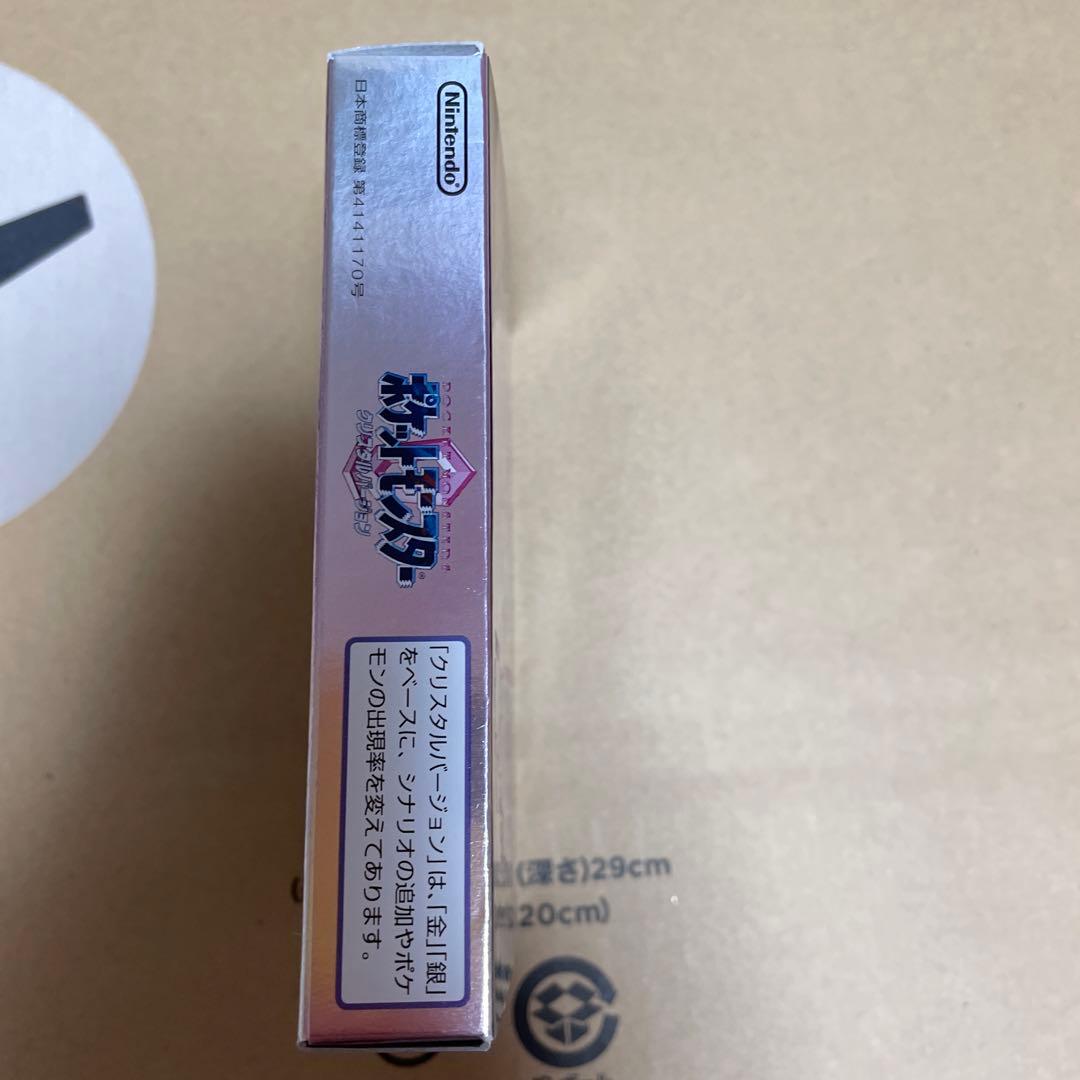 Nintendo®
日本商標登録 第4141170号
POCKET MONSTERS
ポケットモンスター®
クリスタルバージョン
「クリスタルバージョン」は、「金」「銀」
をベースに、シナリオの追加やポケ
モンの出現率を変えてあります。
(深さ)29cm
20cm)